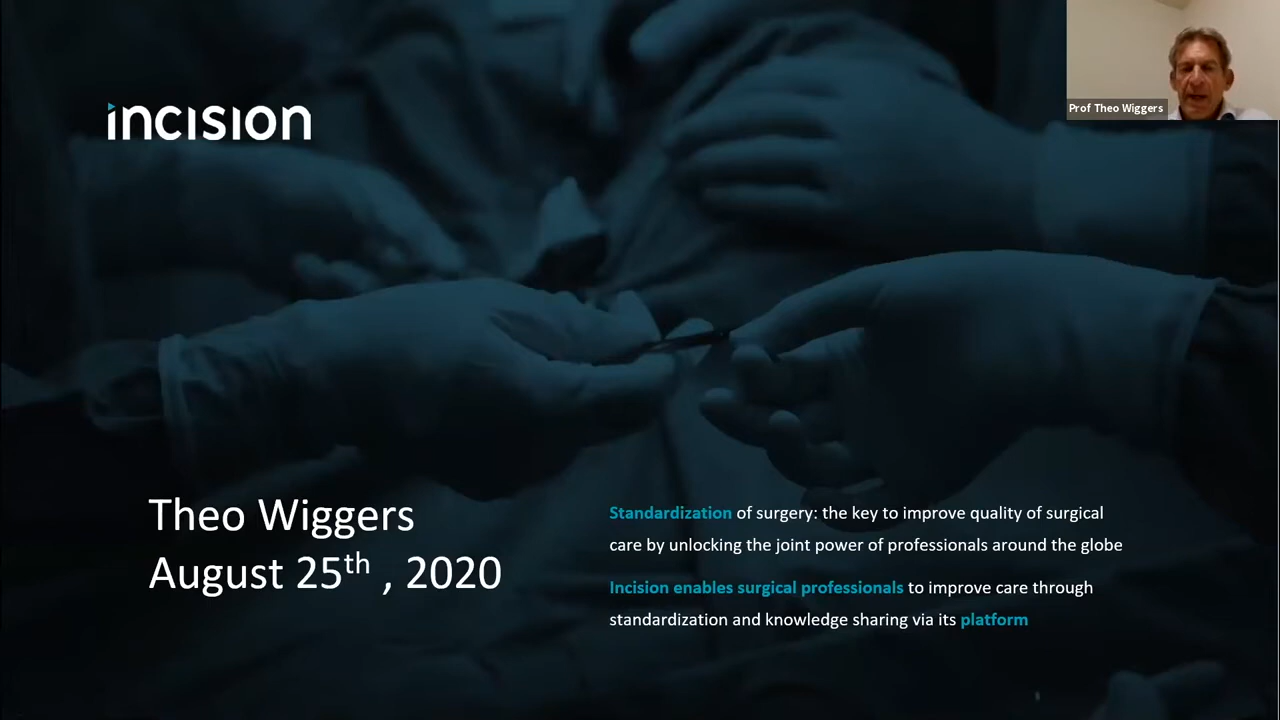 incision
Prof Theo Wiggers
Theo Wiggers
August 25th , 2020
Standardization of surgery: the key to improve quality of surgical
care by unlocking the joint power of professionals around the globe
Incision enables surgical professionals to improve care through
standardization and knowledge sharing via its platform